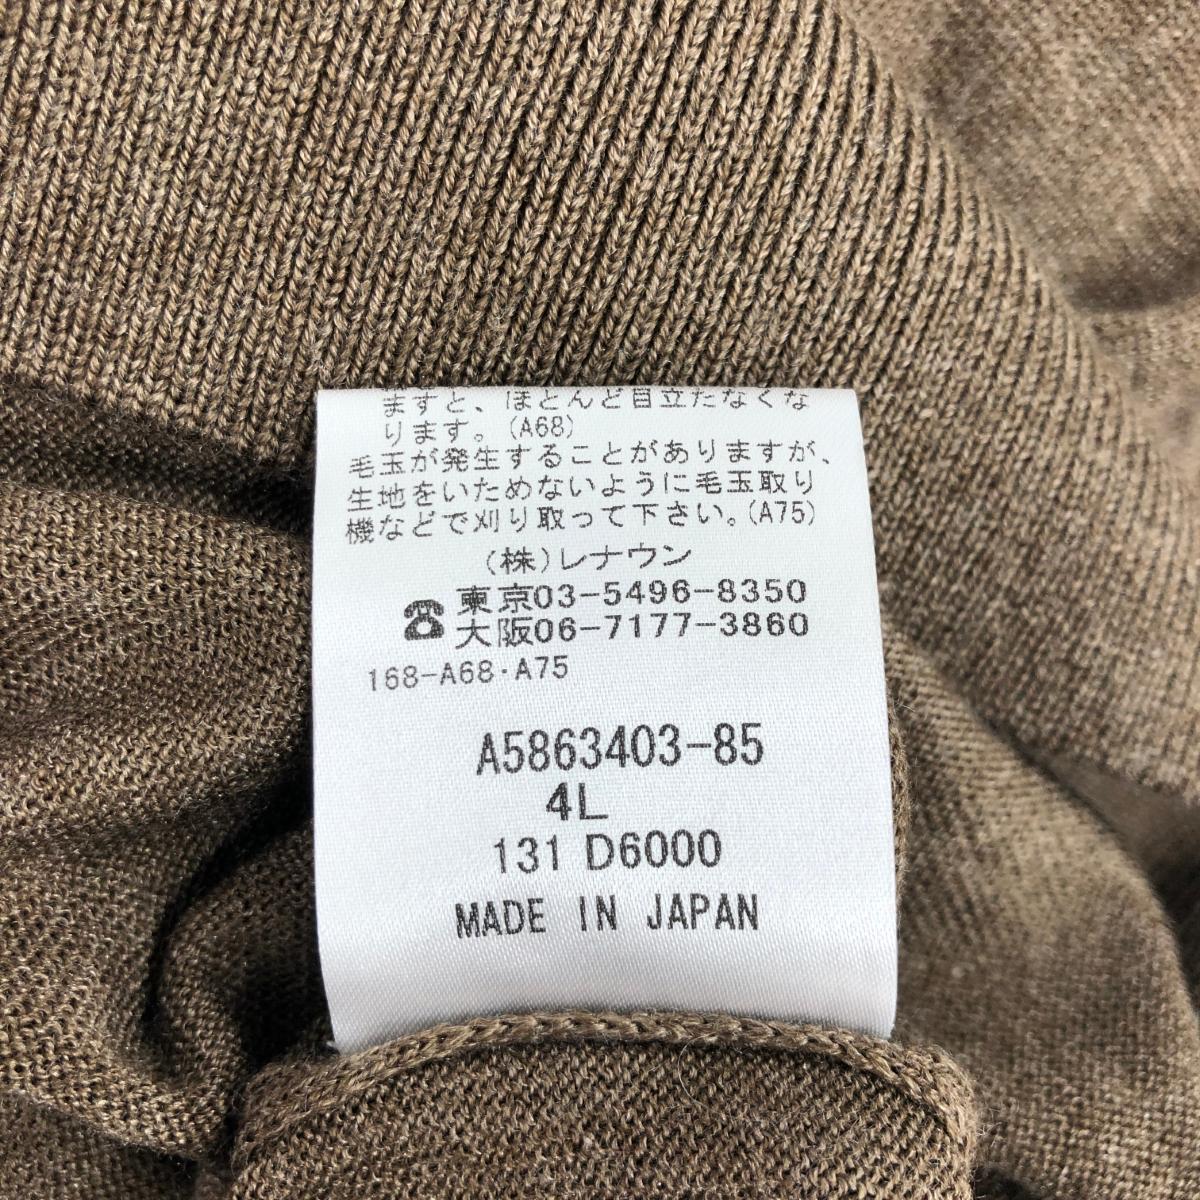 ますと、ほとんど目立たなくな
ります。(A68)
毛玉が発生することがありますが、
生地をいためないように毛玉取り
機などで刈り取って下さい。(A75)
(株)レナウン
☎東京03-5496-8350
大阪06-7177-3860
168-A68・A75
A5863403-85
4L
131 D6000
MADE IN JAPAN